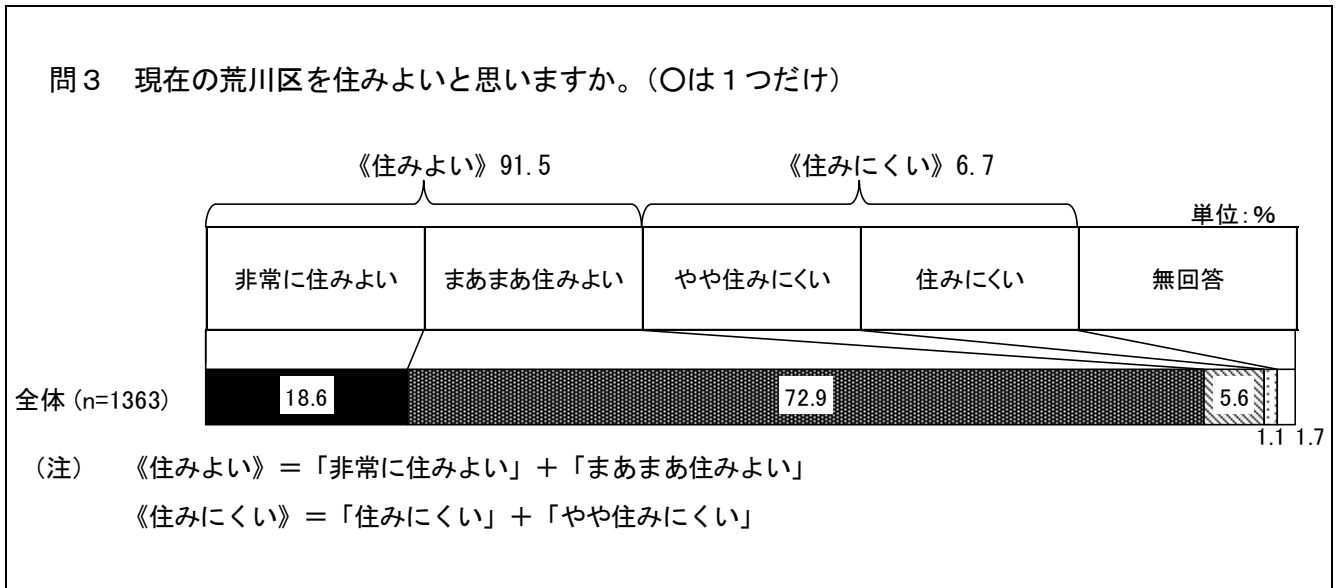 問３　現在の荒川区を住みよいと思いますか。（〇は１つだけ）
《住みよい》91.5　《住みにくい》6.7
単位：％
非常に住みよい　まあまあ住みよい　やや住みにくい　住みにくい　無回答
全体 (n=1363)　18.6　72.9　5.6
1.1 1.7
（注）　《住みよい》＝「非常に住みよい」＋「まあまあ住みよい」
《住みにくい》＝「住みにくい」＋「やや住みにくい」